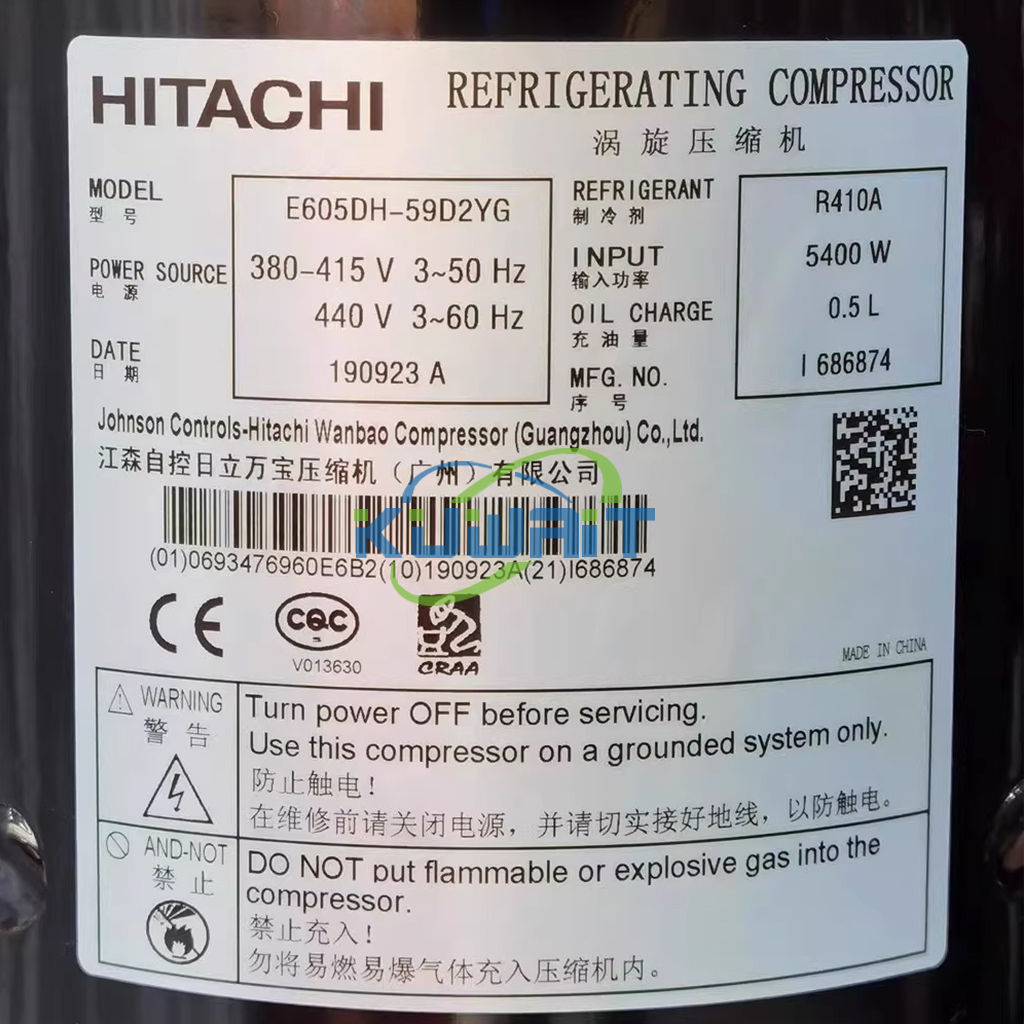 HITACHI
REFRIGERATING COMPRESSOR
涡旋压缩机
MODEL
型号
E605DH-59D2YG
POWER SOURCE
电源
380-415 V 3~50 Hz
440 V 3~60 Hz
DATE
日期
190923 A
REFRIGERANT
制冷剂
R410A
INPUT
输入功率
5400 W
OIL CHARGE
充油量
0.5 L
MFG. NO.
序号
I 686874
Johnson Controls-Hitachi Wanbao Compressor (Guangzhou) Co.,Ltd.
江森自控日立万宝压缩机（广州）有限公司
KUWAIT
(01)0693476960E6B2(10)190923A(21)I686874
CE
CQC
S
V013630
CRAA
MADE IN CHINA
WARNING
警告
Turn power OFF before servicing.
Use this compressor on a grounded system only.
防止触电！
在维修前请关闭电源，并请切实接好地线，以防触电。
AND-NOT
禁止
DO NOT put flammable or explosive gas into the
compressor.
禁止充入！
勿将易燃易爆气体充入压缩机内。